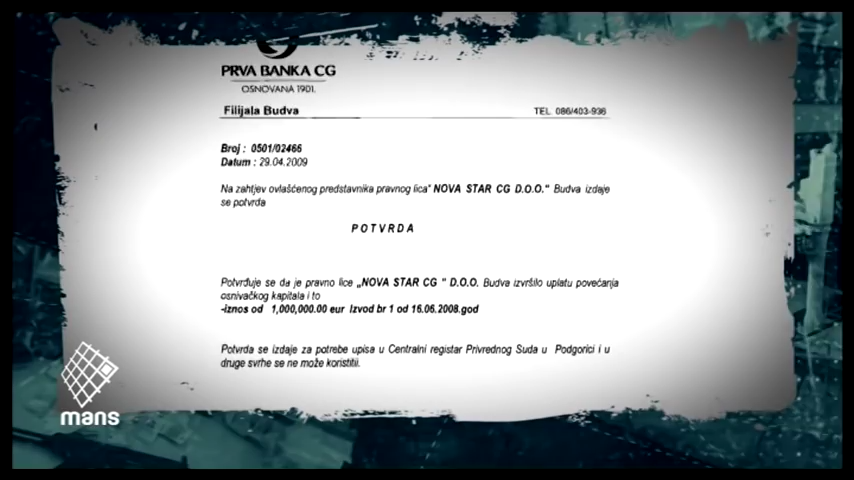 PRVA BANKA CG
OSNOVANA 1901.
Filijala Budva
TEL 086/403-936
Broj : 0501/02466
Datum : 29.04.2009
Na zahtjev ovlašćenog predstavnika pravnog lica" NOVA STAR CG D.O.O." Budva izdaje
se potvrda
P O T V R D A
Potvrđuje se da je pravno lice „NOVA STAR CG " D.O.O. Budva izvršilo uplatu povećanja
osnivačkog kapitala i to
-iznos od 1,000,000.00 eur Izvod br 1 od 16.06.2008.god
Potvrda se izdaje za potrebe upisa u Centralni registar Privrednog Suda u Podgorici i u
druge svrhe se ne može koristiti.
mans